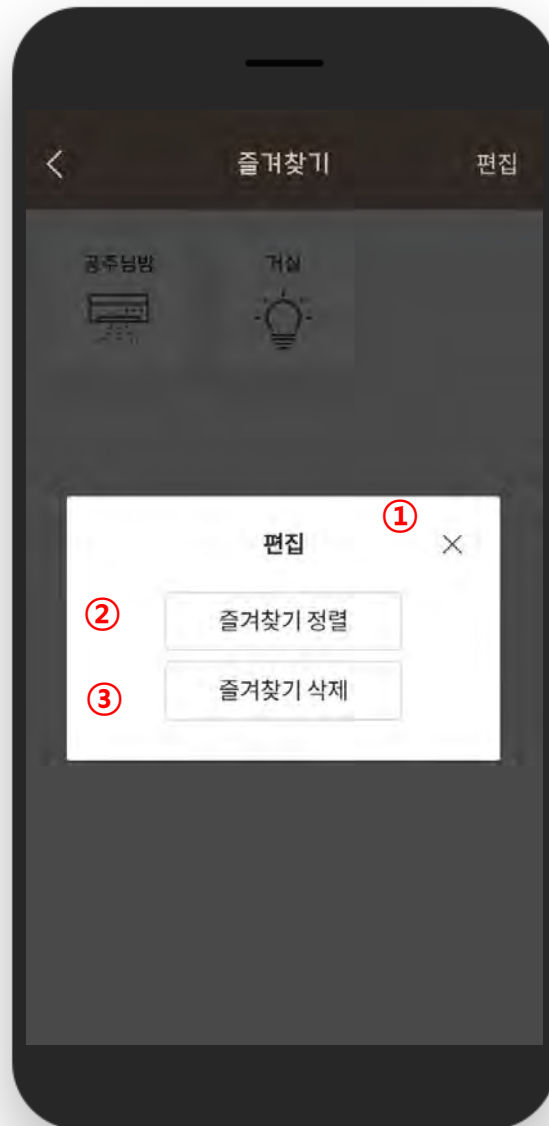 즐겨찾기 편집
공주님방 거실
①
편집
② 즐겨찾기 정렬
③ 즐겨찾기 삭제